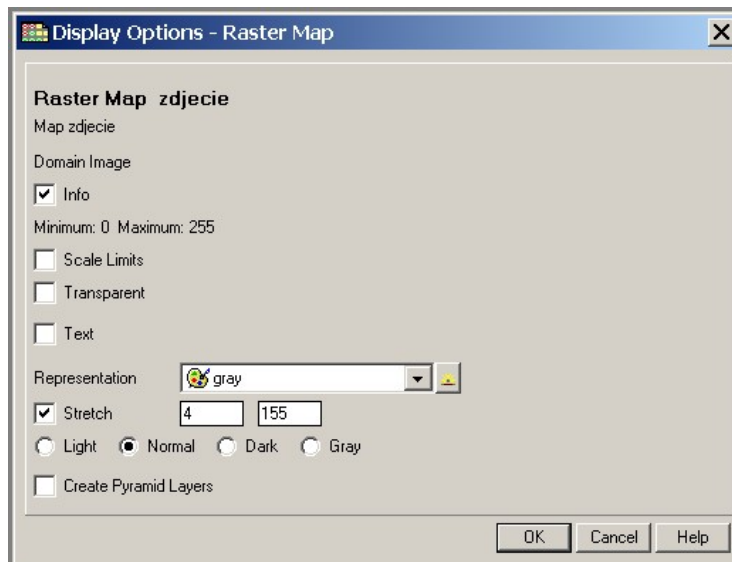 Display Options - Raster Map
Raster Map zdjecie
Map zdjecie
Domain Image
Info
Minimum: 0 Maximum: 255
Scale Limits
Transparent
Text
Representation gray
Stretch 4 155
Light Normal Dark Gray
Create Pyramid Layers
OK Cancel Help